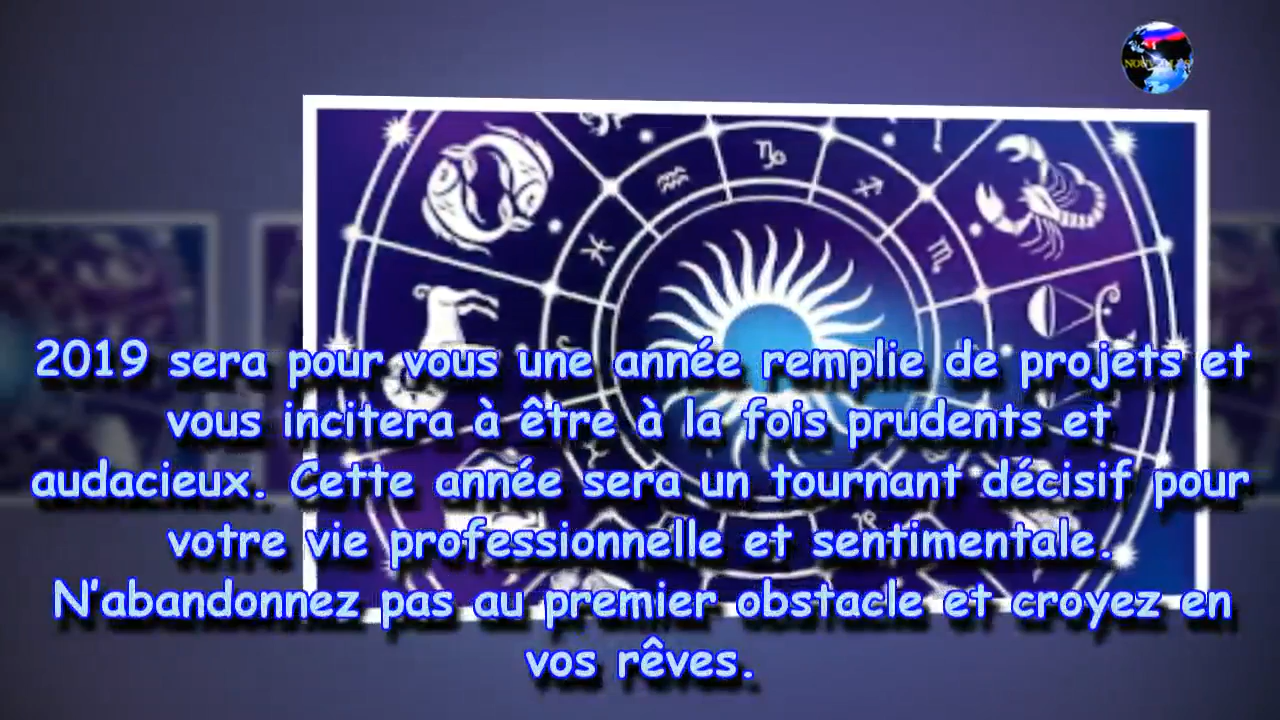 NOUVELLES
2019 sera pour vous une année remplie de projets et
vous incitera à être à la fois prudents et
audacieux. Cette année sera un tournant décisif pour
votre vie professionnelle et sentimentale.
N'abandonnez pas au premier obstacle et croyez en
vos rêves.